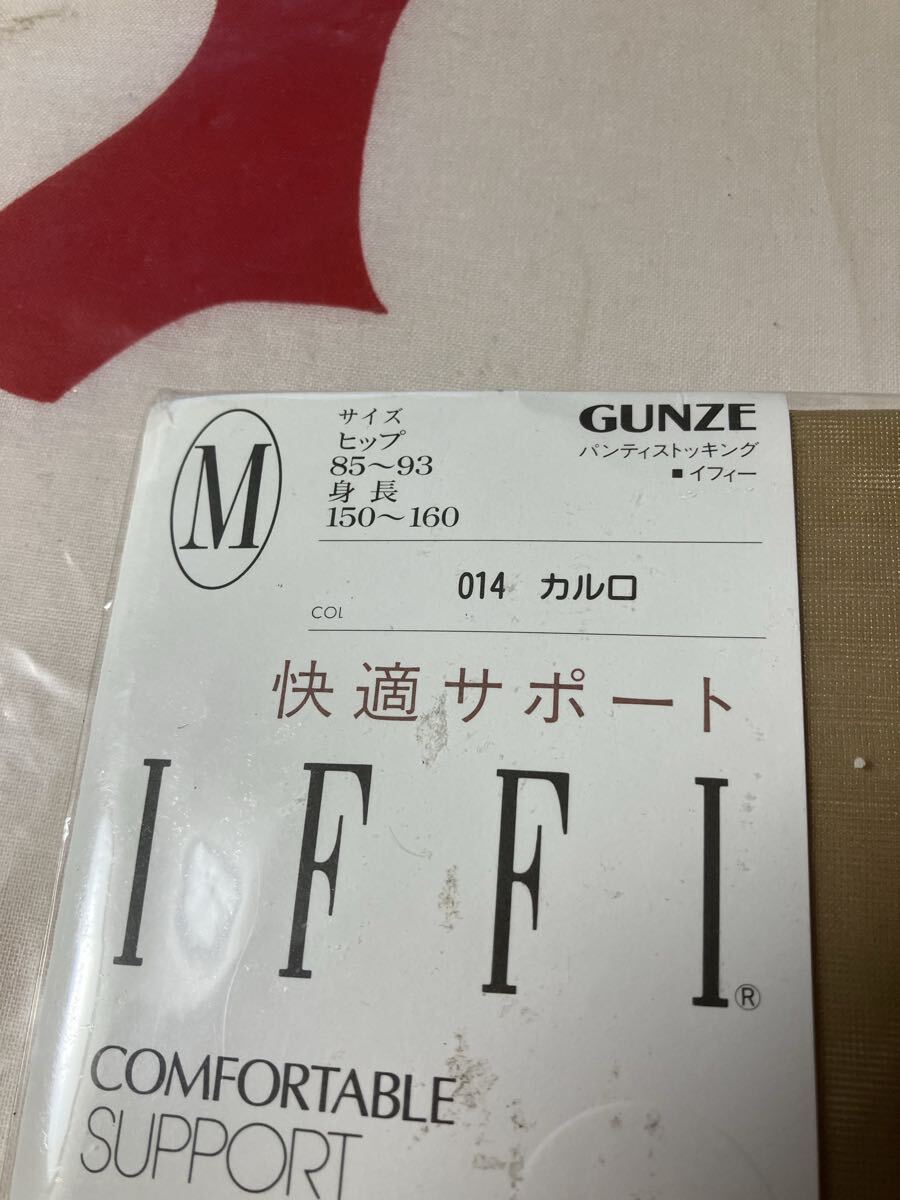 M
サイズ
ヒップ
85〜93
身長
150〜160
GUNZE
パンティストッキング
■イフィー
COL 014 カルロ
快適サポート
IFFI®
COMFORTABLE
SUPPORT